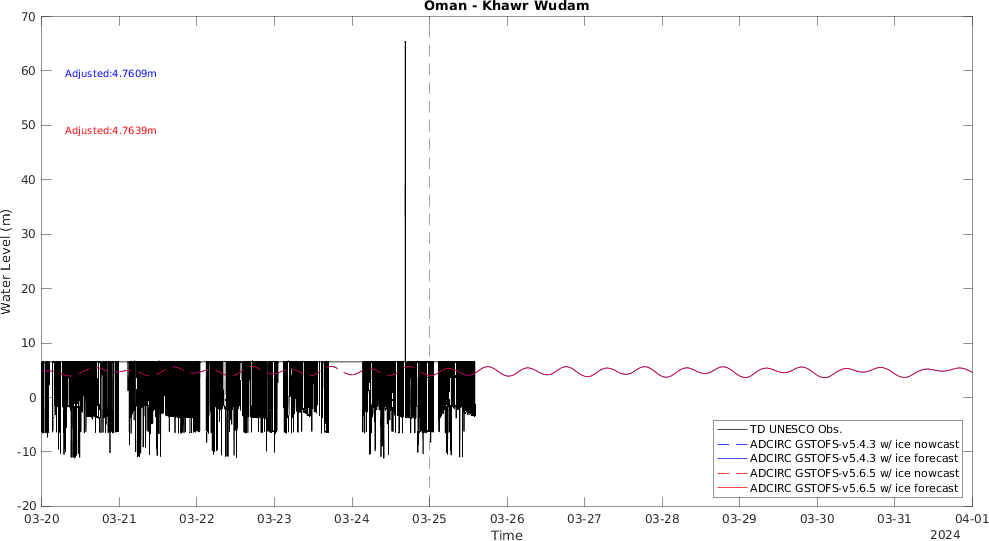 Oman - Khawr Wudam
70
60
50
40
30
20
10
0
-10
-20
Water Level (m)
Adjusted:4.7609m
Adjusted:4.7639m
TD UNESCO Obs.
ADCIRC GSTOFS-v5.4.3 w/ ice nowcast
ADCIRC GSTOFS-v5.4.3 w/ ice forecast
ADCIRC GSTOFS-v5.6.5 w/ ice nowcast
ADCIRC GSTOFS-v5.6.5 w/ ice forecast
03-20 03-21 03-22 03-23 03-24 03-25 03-26 03-27 03-28 03-29 03-30 03-31 04-01
Time
2024